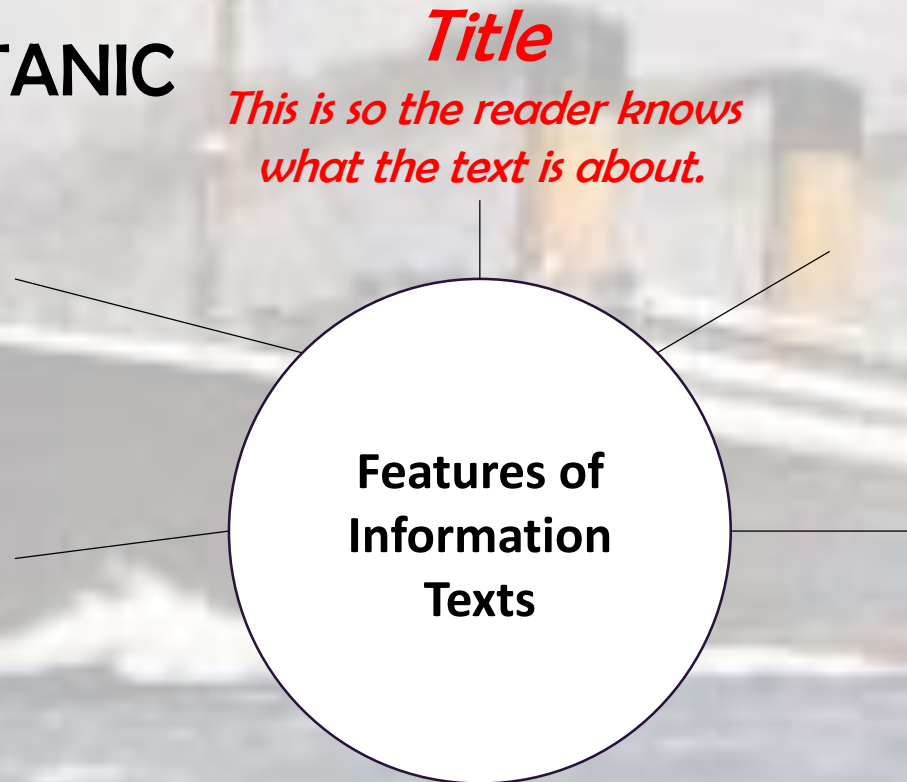 TANIC
Title
This is so the reader knows
what the text is about.
Features of
Information
Texts